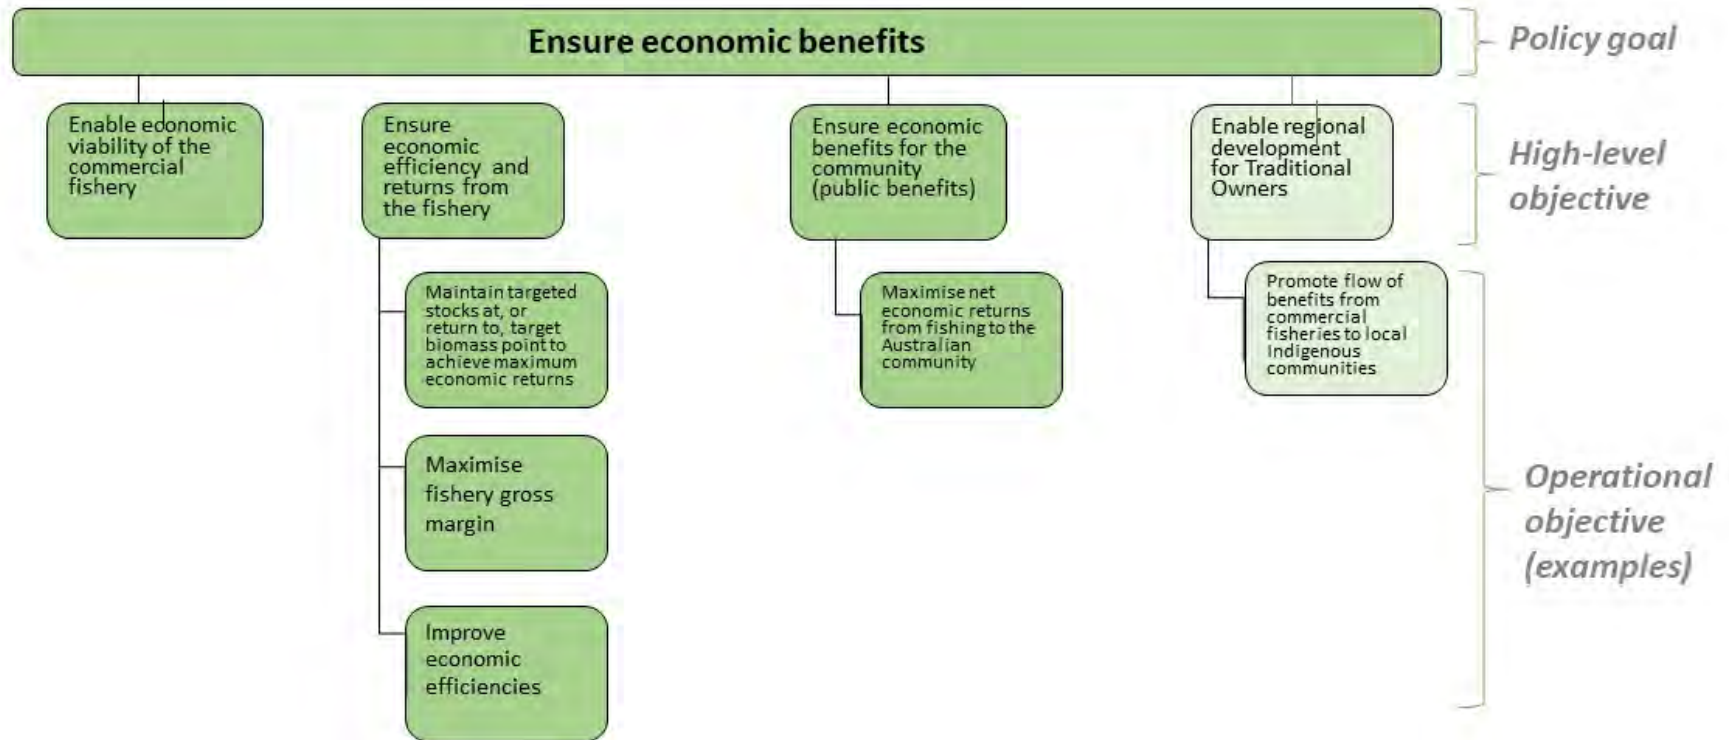 Ensure economic benefits
Policy goal
Enable economic
viability of the
commercial
fishery
Ensure
economic
efficiency and
returns from
the fishery
Ensure economic
benefits for the
community
(public benefits)
Enable regional
development
for Traditional
Owners
High-level
objective
Maintain targeted
stocks at, or
return to, target
biomass point to
achieve maximum
economic returns
Maximise net
economic returns
from fishing to the
Australian
community
Promote flow of
benefits from
commercial
fisheries to local
Indigenous
communities
Maximise
fishery gross
margin
Improve
economic
efficiencies
Operational
objective
(examples)